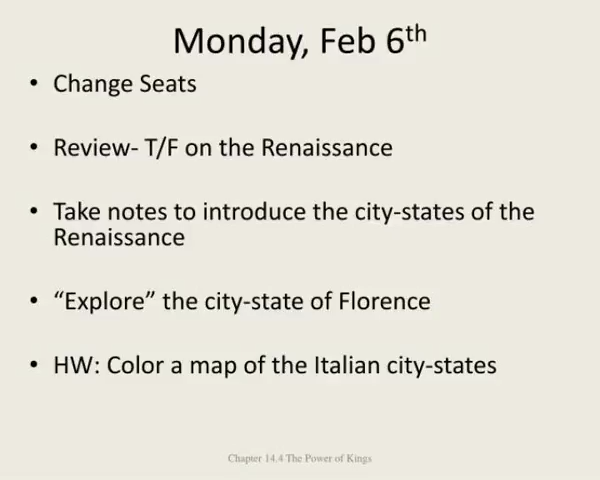 Monday, Feb 6th
• Change Seats
• Review- T/F on the Renaissance
• Take notes to introduce the city-states of the
Renaissance
• “Explore” the city-state of Florence
• HW: Color a map of the Italian city-states
Chapter 14.4 The Power of Kings